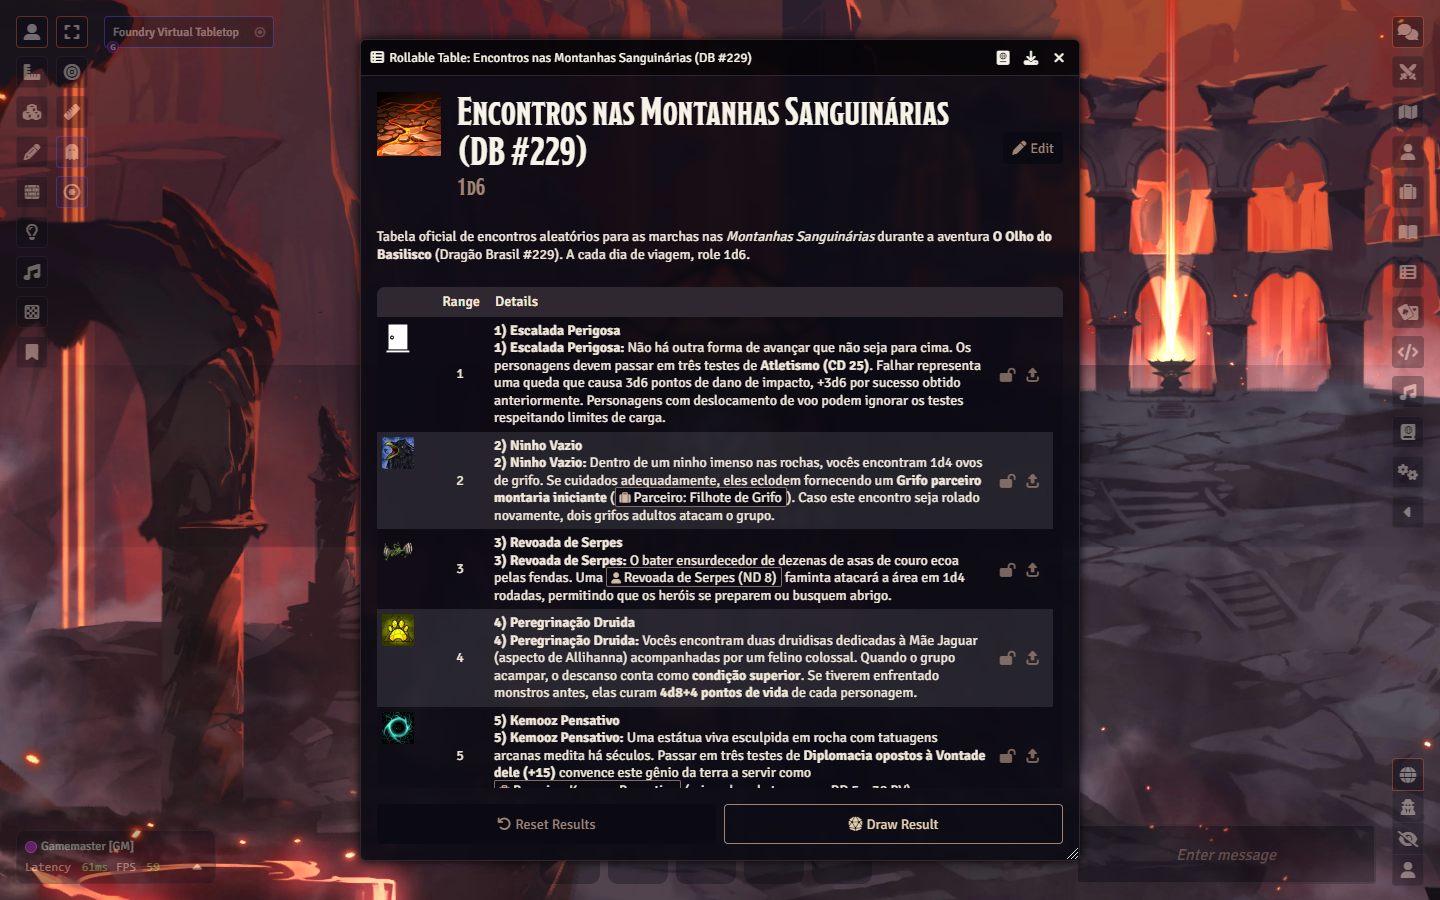 Foundry Virtual Tabletop
G
Rollable Table: Encontros nas Montanhas Sanguinárias (DB #229)
Encontros nas Montanhas Sanguinárias
(DB #229)
1d6
Edit
Tabela oficial de encontros aleatórios para as marchas nas Montanhas Sanguinárias durante a aventura O Olho do
Basilisco (Dragão Brasil #229). A cada dia de viagem, role 1d6.
Range Details
1) Escalada Perigosa
1) Escalada Perigosa: Não há outra forma de avançar que não seja para cima. Os
personagens devem passar em três testes de Atletismo (CD 25). Falhar representa
1
uma queda que causa 3d6 pontos de dano de impacto, +3d6 por sucesso obtido
anteriormente. Personagens com deslocamento de voo podem ignorar os testes
respeitando limites de carga.
2) Ninho Vazio
2) Ninho Vazio: Dentro de um ninho imenso nas rochas, vocês encontram 1d4 ovos
2
de grifo. Se cuidados adequadamente, eles eclodem fornecendo um Grifo parceiro
montaria iniciante (Parceiro: Filhote de Grifo). Caso este encontro seja rolado
novamente, dois grifos adultos atacam o grupo.
3) Revoada de Serpes
3) Revoada de Serpes: O bater ensurdecedor de dezenas de asas de couro ecoa
3
pelas fendas. Uma Revoada de Serpes (ND 8) faminta atacará a área em 1d4
rodadas, permitindo que os heróis se preparem ou busquem abrigo.
4) Peregrinação Druida
4) Peregrinação Druida: Vocês encontram duas druidisas dedicadas à Mãe Jaguar
4
(aspecto de Allihanna) acompanhadas por um felino colossal. Quando o grupo
acampar, o descanso conta como condição superior. Se tiverem enfrentado
monstros antes, elas curam 4d8+4 pontos de vida de cada personagem.
5) Kemooz Pensativo
5) Kemooz Pensativo: Uma estátua viva esculpida em rocha com tatuagens
5
arcanas medita há séculos. Passar em três testes de Diplomacia opostos à Vontade
dele (+15) convence este gênio da terra a servir como
Reset Results
Draw Result
Gamemaster [GM]
Latency 61ms FPS 59
Enter message